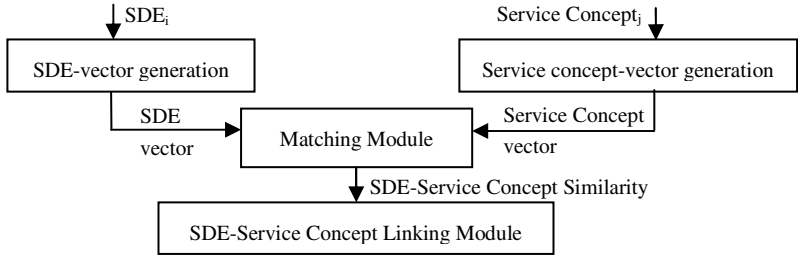 SDEi
Service Conceptj
SDE-vector generation
Service concept-vector generation
SDE
vector
Service Concept
vector
Matching Module
SDE-Service Concept Similarity
SDE-Service Concept Linking Module